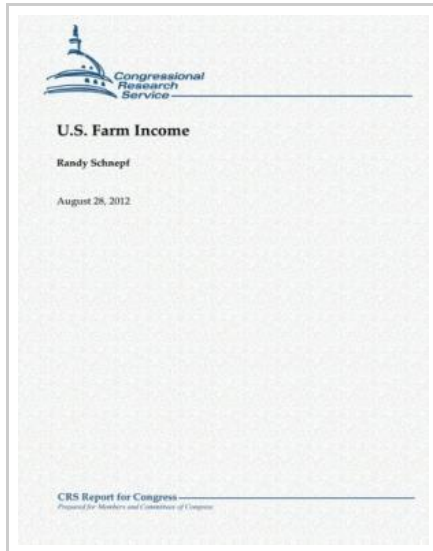 Congressional
Research
Service
U.S. Farm Income
Randy Schnepf
August 28, 2012
CRS Report for Congress
Prepared for Members and Committees of Congress